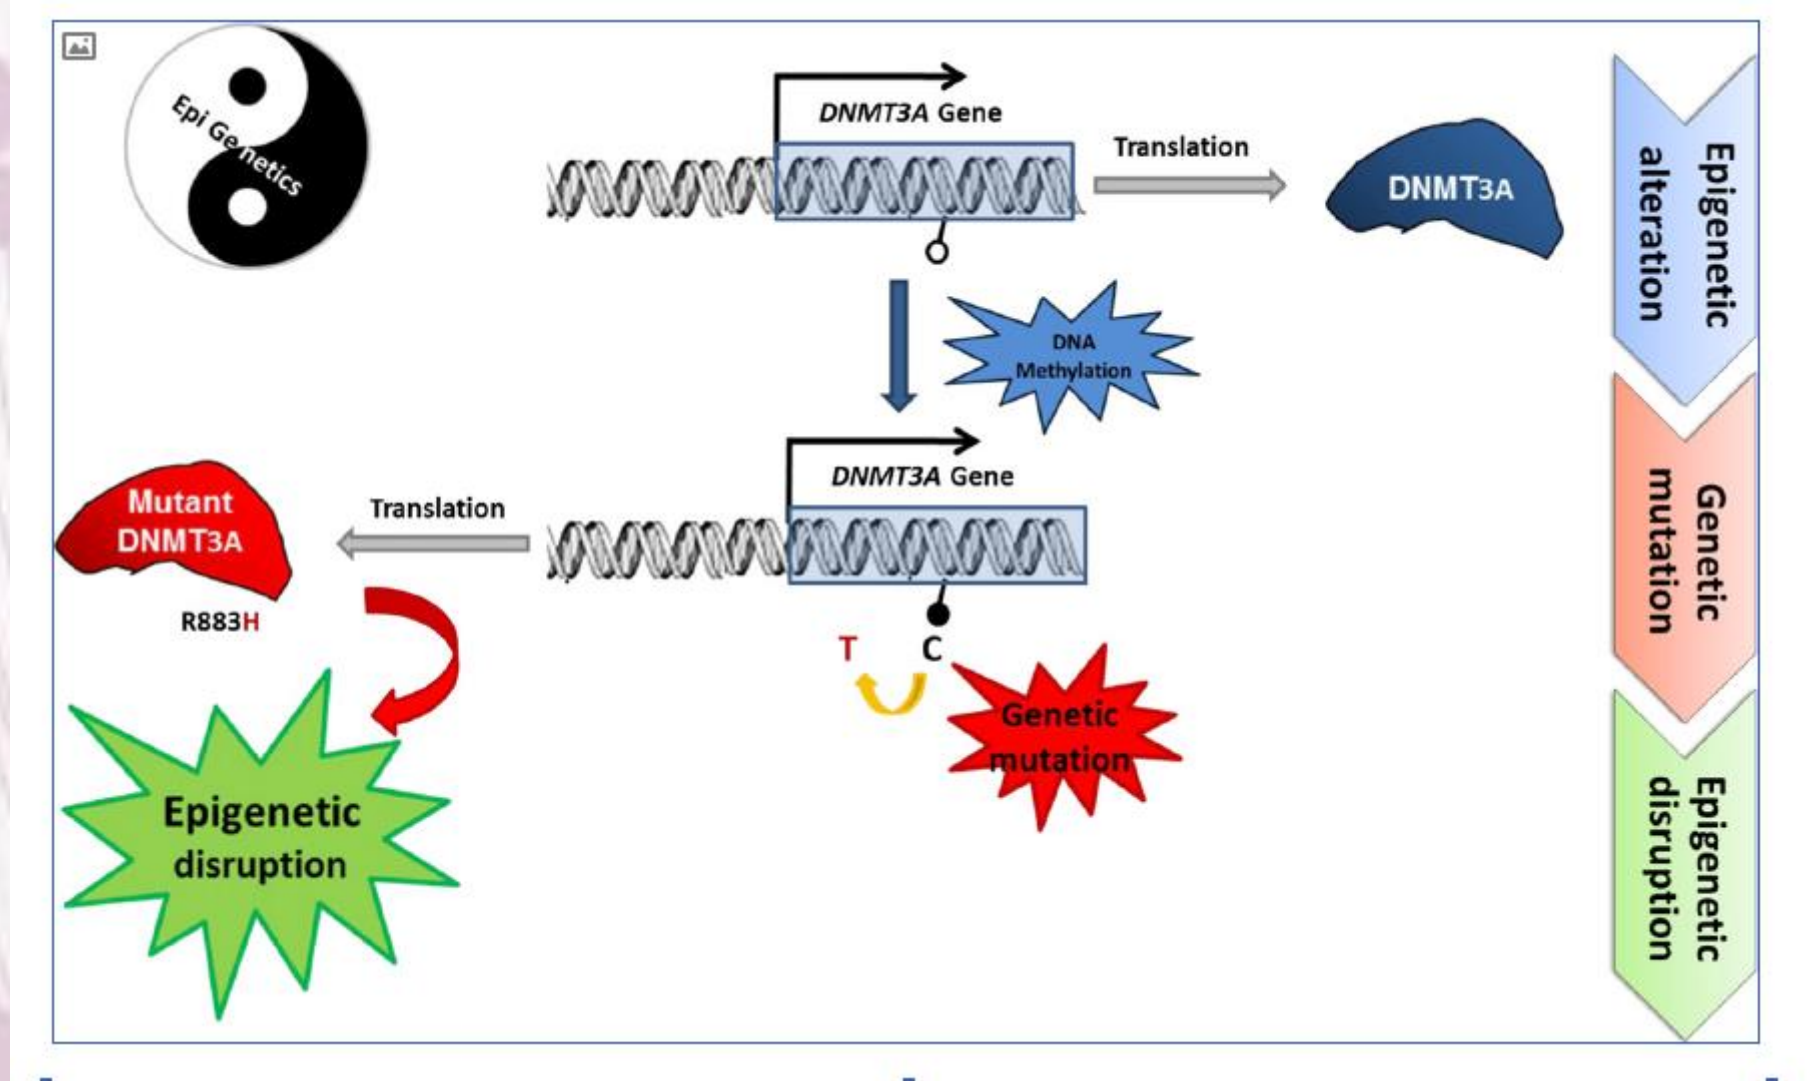 Epi Genetics
DNMT3A Gene
Translation
DNMT3A
DNA
Methylation
DNMT3A Gene
Translation
Mutant
DNMT3A
R883H
T
C
Genetic
mutation
Epigenetic
disruption
Epigenetic
alteration
Genetic
mutation
Epigenetic
disruption